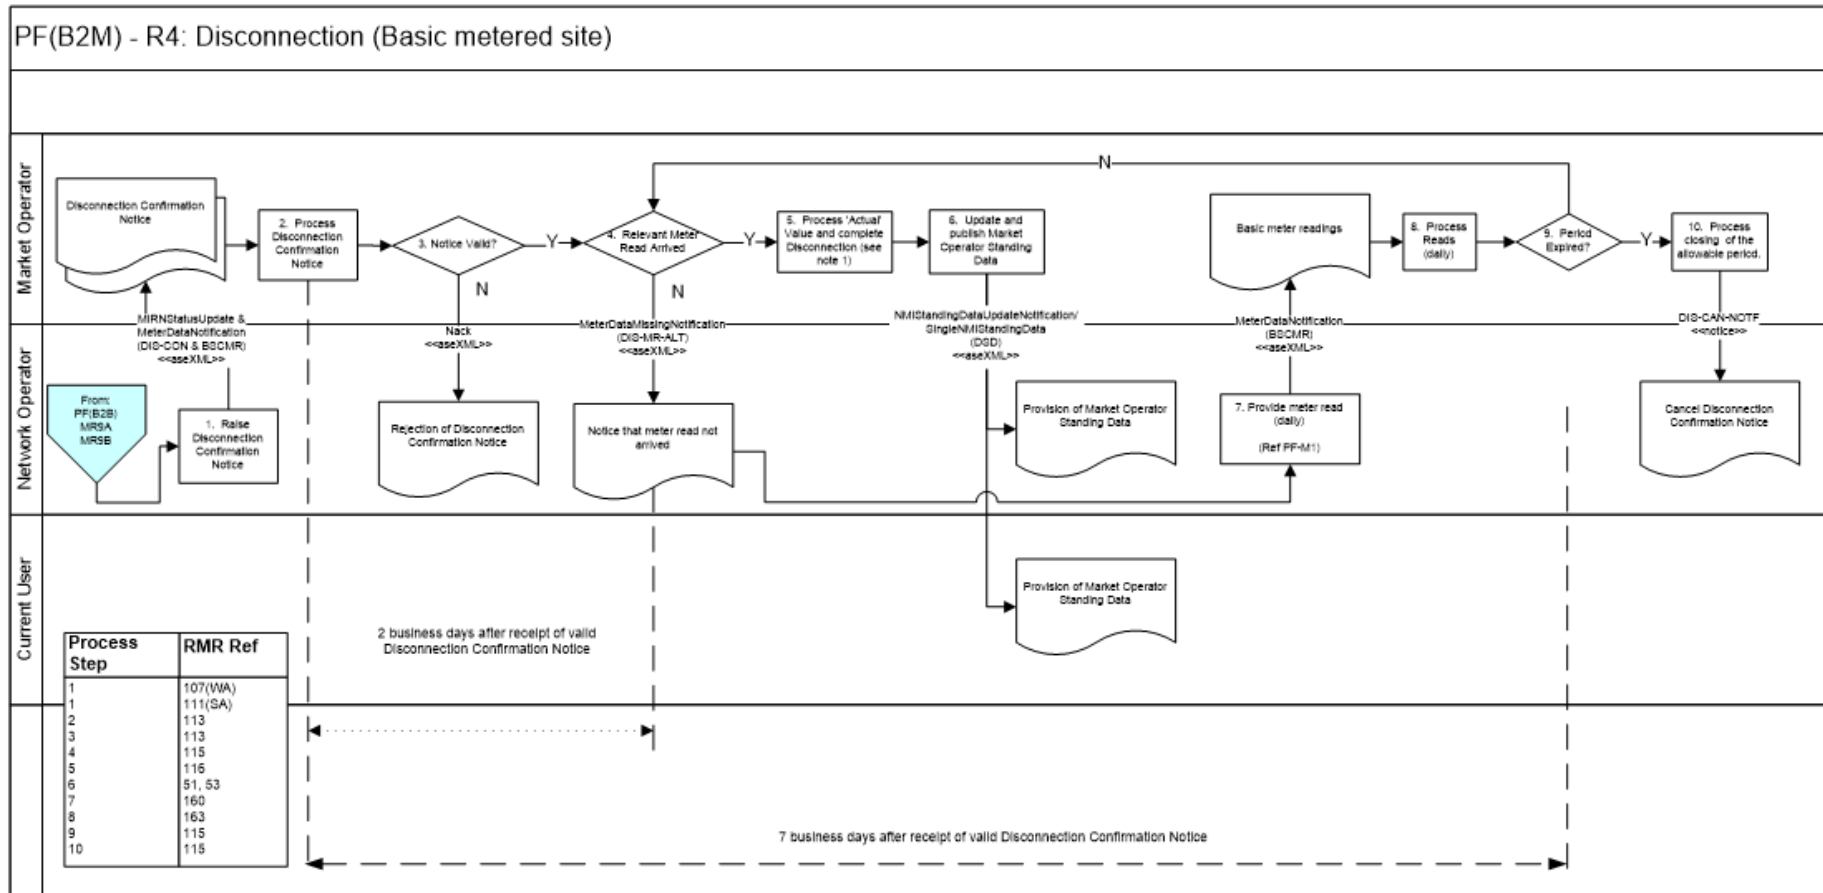 PF(B2M) - R4: Disconnection (Basic metered site)
Market Operator
Disconnection Confirmation
Notice
2. Process
Disconnection
Confirmation
Notice
3. Notice Valid?
Y
N
4. Relevant Meter
Read Arrived
Y
N
5. Process 'Actual'
Value and complete
Disconnection (see
note 1)
6. Update and
publish Market
Operator Standing
Data
N
Basic meter readings
8. Process
Reads
(daily)
9. Period
Expired?
Y
10. Process
closing of the
allowable period.
MIRNStatusUpdate &
MeterDataNotification
(DIS-CON & BSCMR)
<<aseXML>>
Nack
<<aseXML>>
MeterDataMissingNotification
(DIS-MR-ALT)
<<aseXML>>
NMIStandingDataUpdateNotification/
SingleNMIStandingData
(DSD)
<<aseXML>>
MeterDataNotification
(BSCMR)
<<aseXML>>
DIS-CAN-NOTF
<<notice>>
Network Operator
From:
PF(B2B)
MRSA
MRSB
1. Raise
Disconnection
Confirmation
Notice
Rejection of Disconnection
Confirmation Notice
Notice that meter read not
arrived
Provision of Market Operator
Standing Data
7. Provide meter read
(daily)
(Ref PF-M1)
Cancel Disconnection
Confirmation Notice
Current User
Provision of Market Operator
Standing Data
2 business days after receipt of valid
Disconnection Confirmation Notice
Process
Step
RMR Ref
1 107(WA)
1 111(SA)
2 113
3 113
4 115
5 116
6 51, 53
7 160
8 163
9 115
10 115
7 business days after receipt of valid Disconnection Confirmation Notice